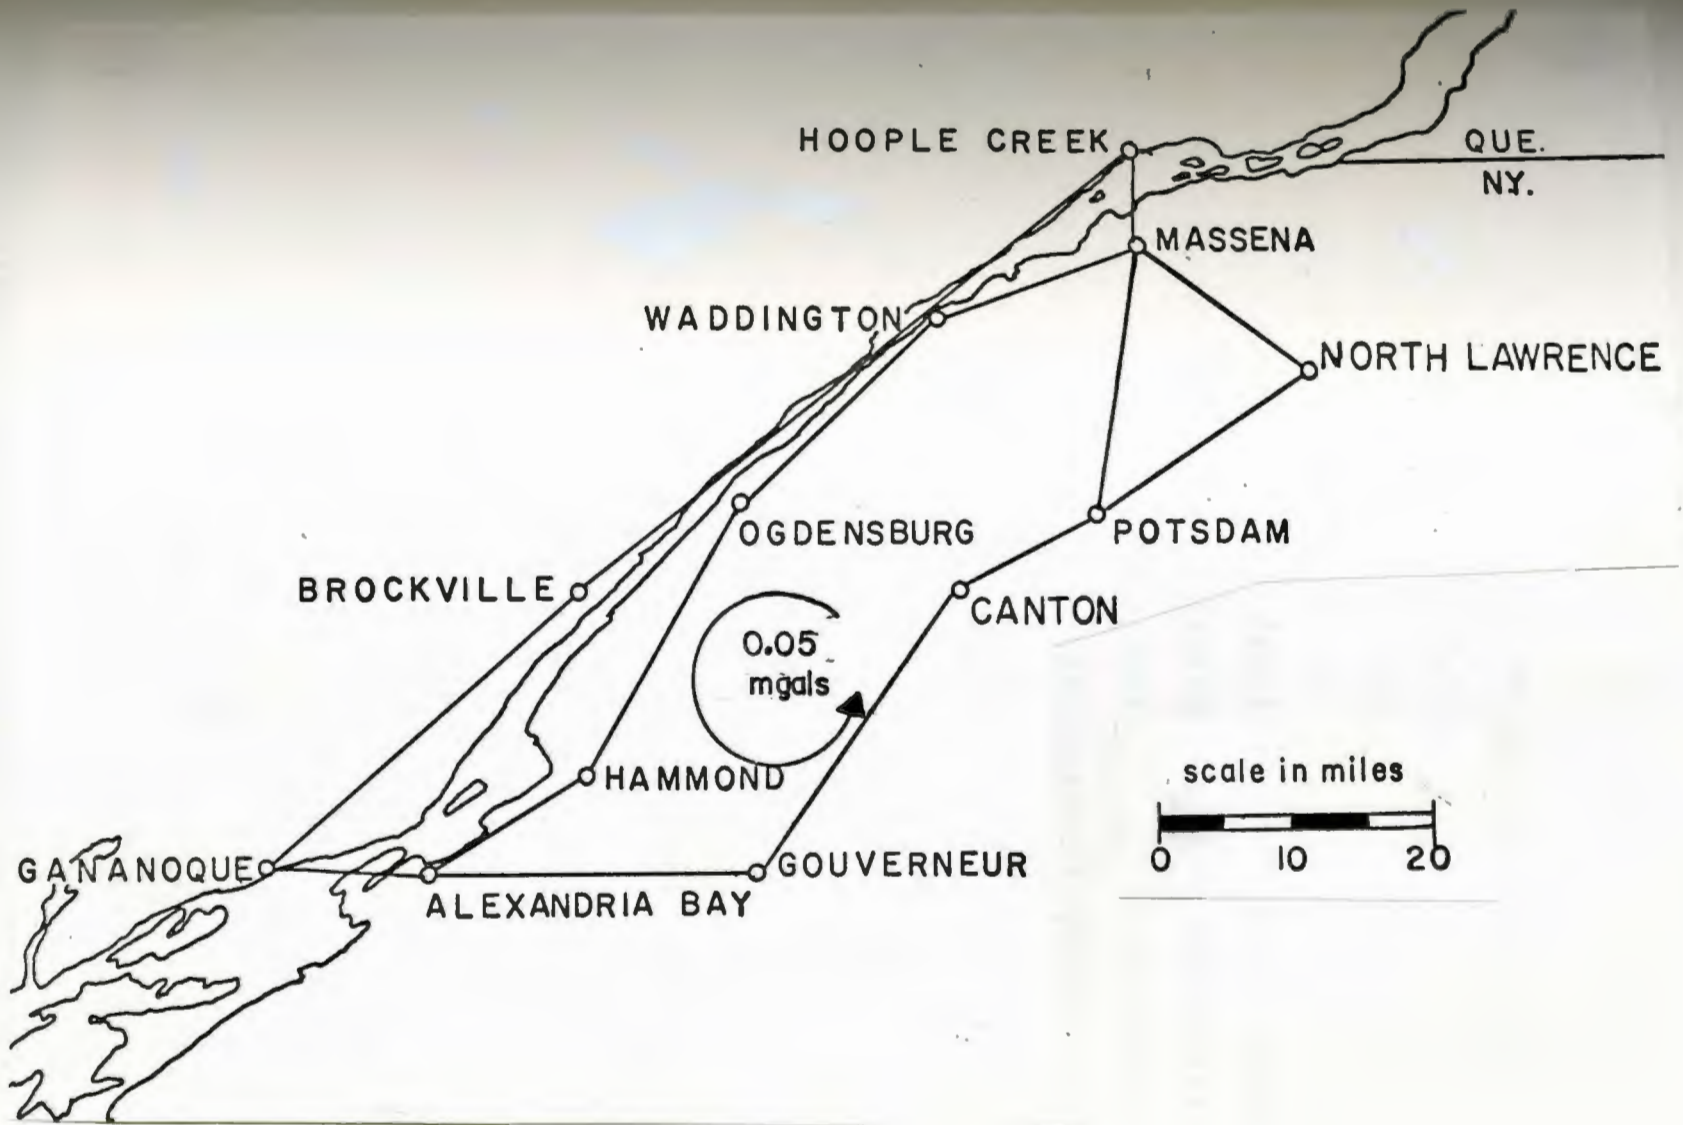 HOOPLE CREEK
QUE.
NY.
MASSENA
WADDINGTON
NORTH LAWRENCE
OGDENSBURG
POTSDAM
BROCKVILLE
CANTON
0.05
mgals
HAMMOND
scale in miles
0 10 20
GANANOQUE
GOUVERNEUR
ALEXANDRIA BAY